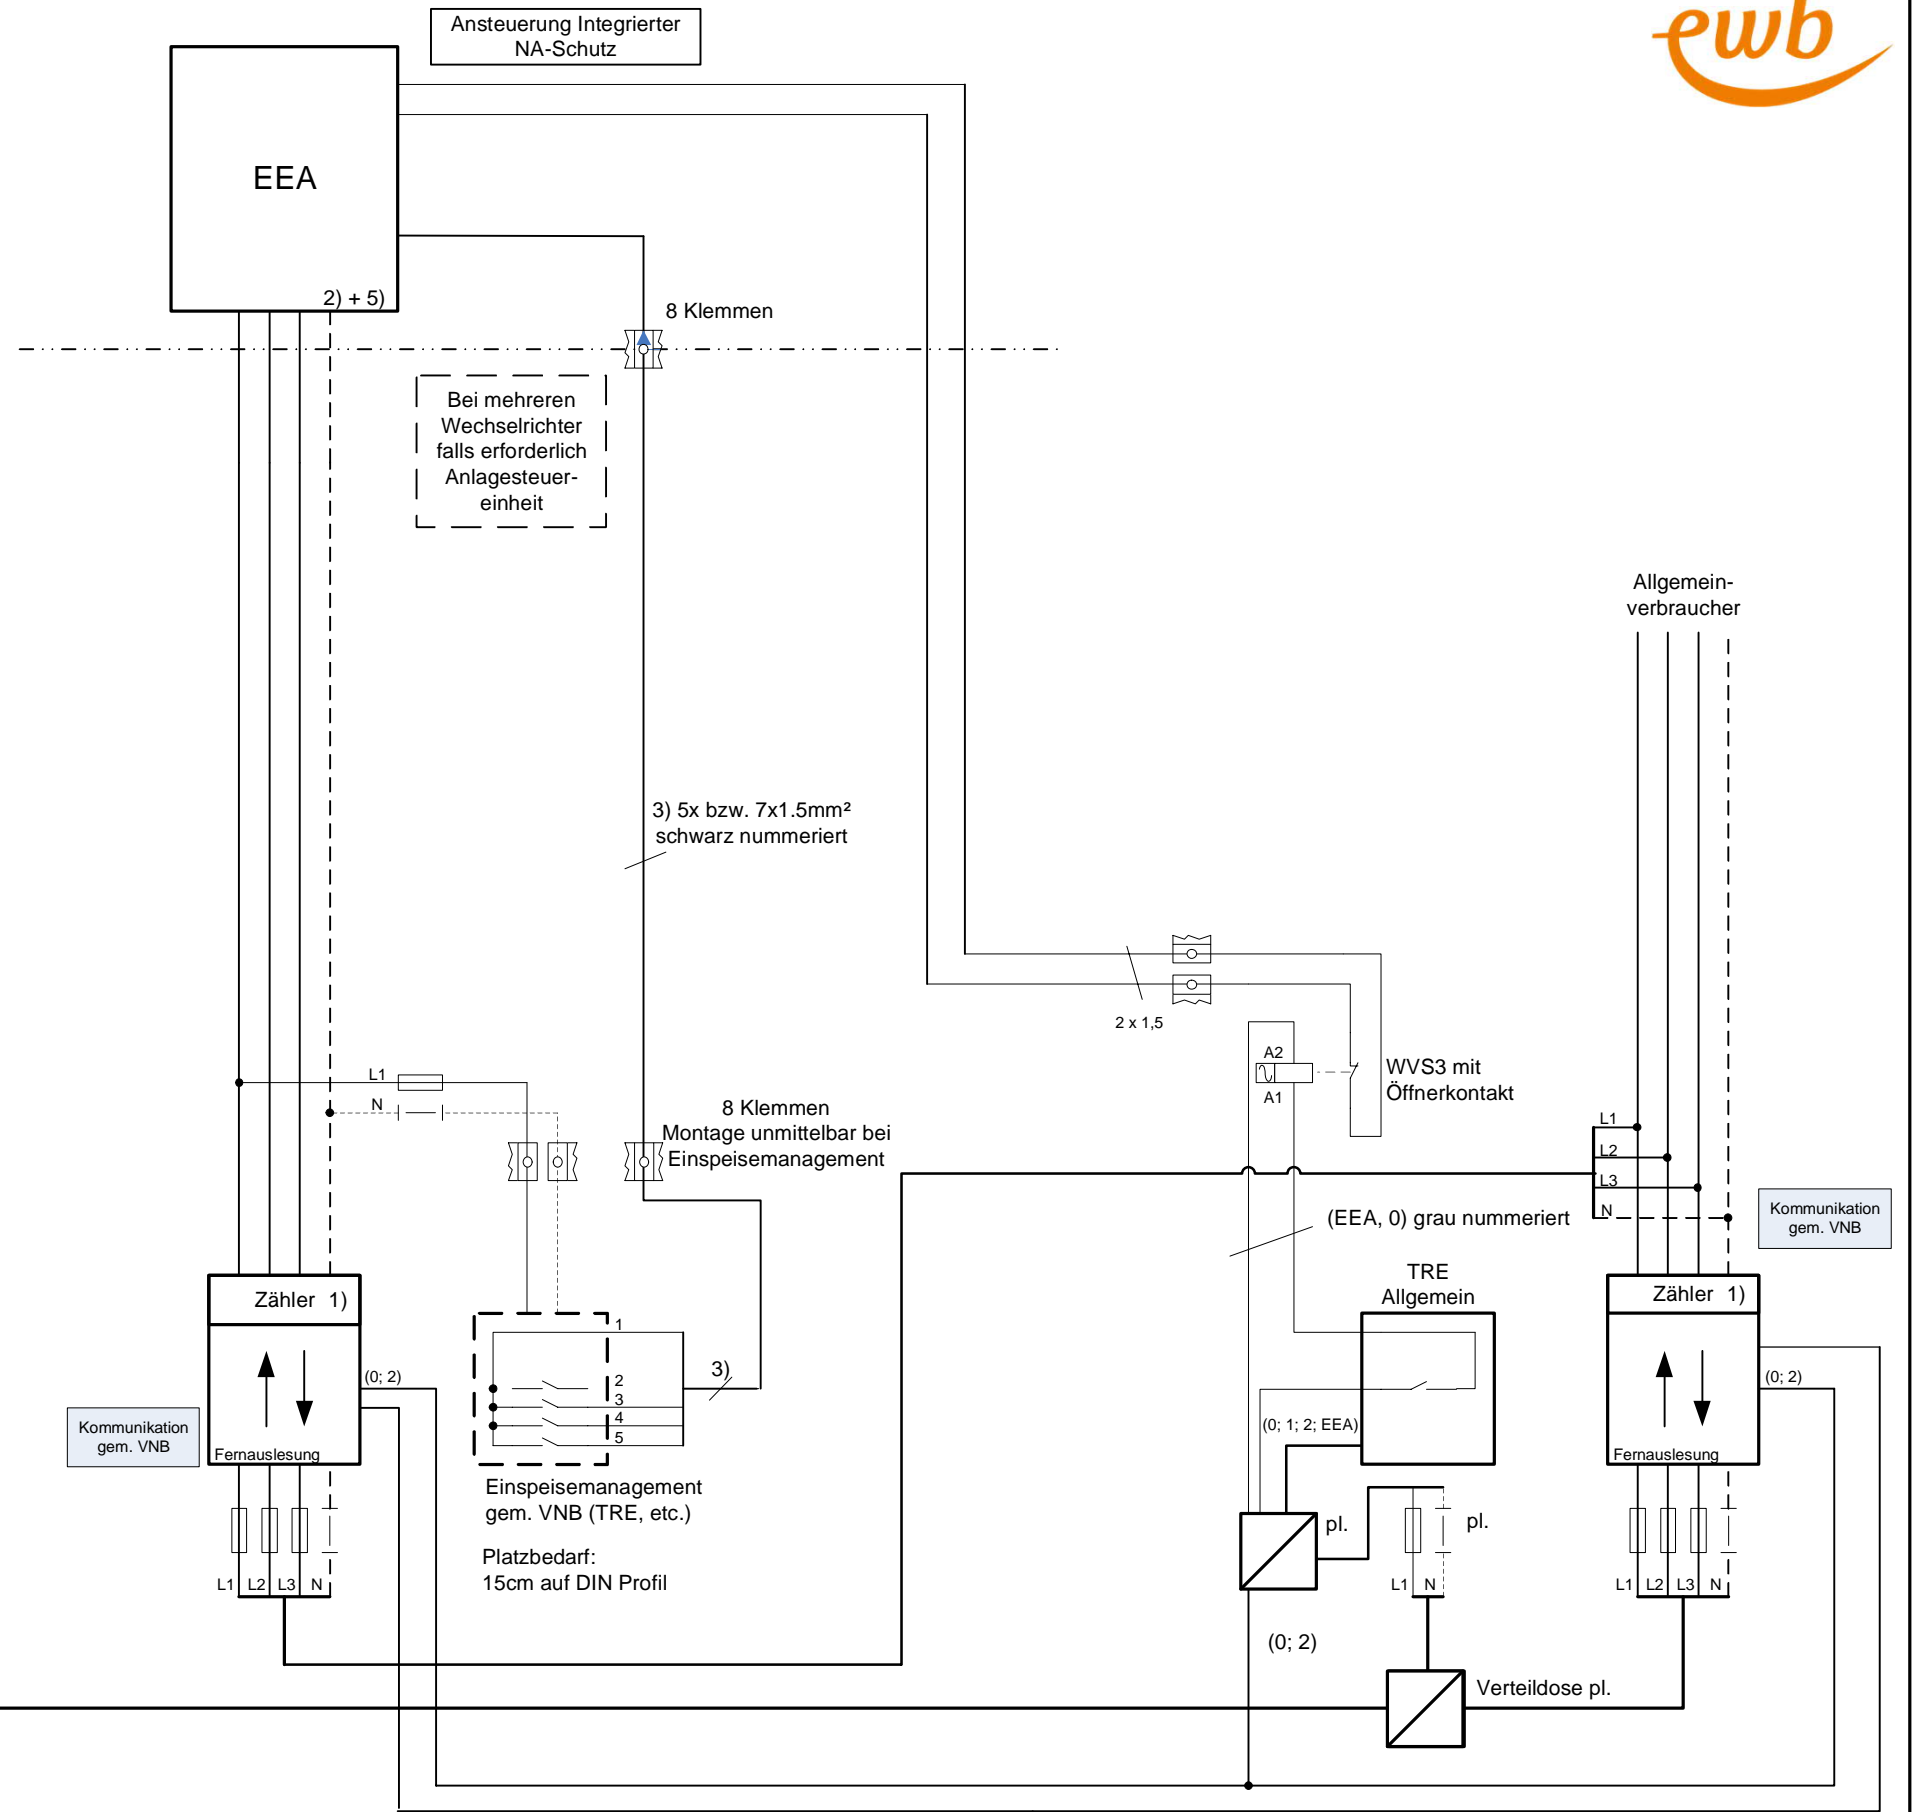 ewb
Ansteuerung Integrierter
NA-Schutz
EEA
2) + 5)
8 Klemmen
Bei mehreren
Wechselrichter
falls erforderlich
Anlagesteuer-
einheit
Allgemein-
verbraucher
3) 5x bzw. 7x1.5mm²
schwarz nummeriert
2 x 1,5
A2
A1
WVS3 mit
Öffnerkontakt
L1
N
8 Klemmen
Montage unmittelbar bei
Einspeisemanagement
L1
L2
L3
N
Kommunikation
gem. VNB
(EEA, 0) grau nummeriert
TRE
Allgemein
Zähler 1)
Zähler 1)
1
2
3
4
5
3)
(0; 2)
(0; 2)
(0; 1; 2; EEA)
Kommunikation
gem. VNB
Fernauslesung
Fernauslesung
Einspeisemanagement
gem. VNB (TRE, etc.)
Platzbedarf:
15cm auf DIN Profil
pl.
pl.
L1 L2 L3 N
L1 N
L1 L2 L3 N
(0; 2)
Verteildose pl.